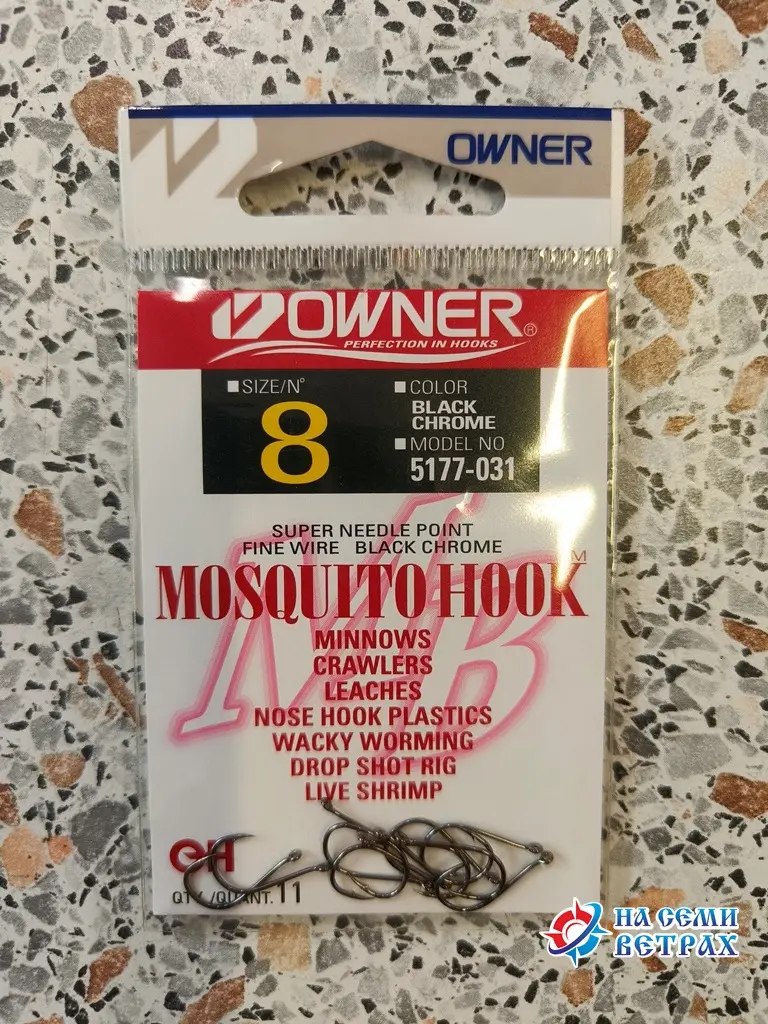 OWNER
OWNER®
PERFECTION IN HOOKS
SIZE/N°
8
COLOR
BLACK
CHROME
MODEL NO
5177-031
SUPER NEEDLE POINT
FINE WIRE BLACK CHROME
MOSQUITO HOOK™
MINNOWS
CRAWLERS
LEACHES
NOSE HOOK PLASTICS
WACKY WORMING
DROP SHOT RIG
LIVE SHRIMP
QTY./QUANT. 11
НА СЕМИ
ВЕТРАХ